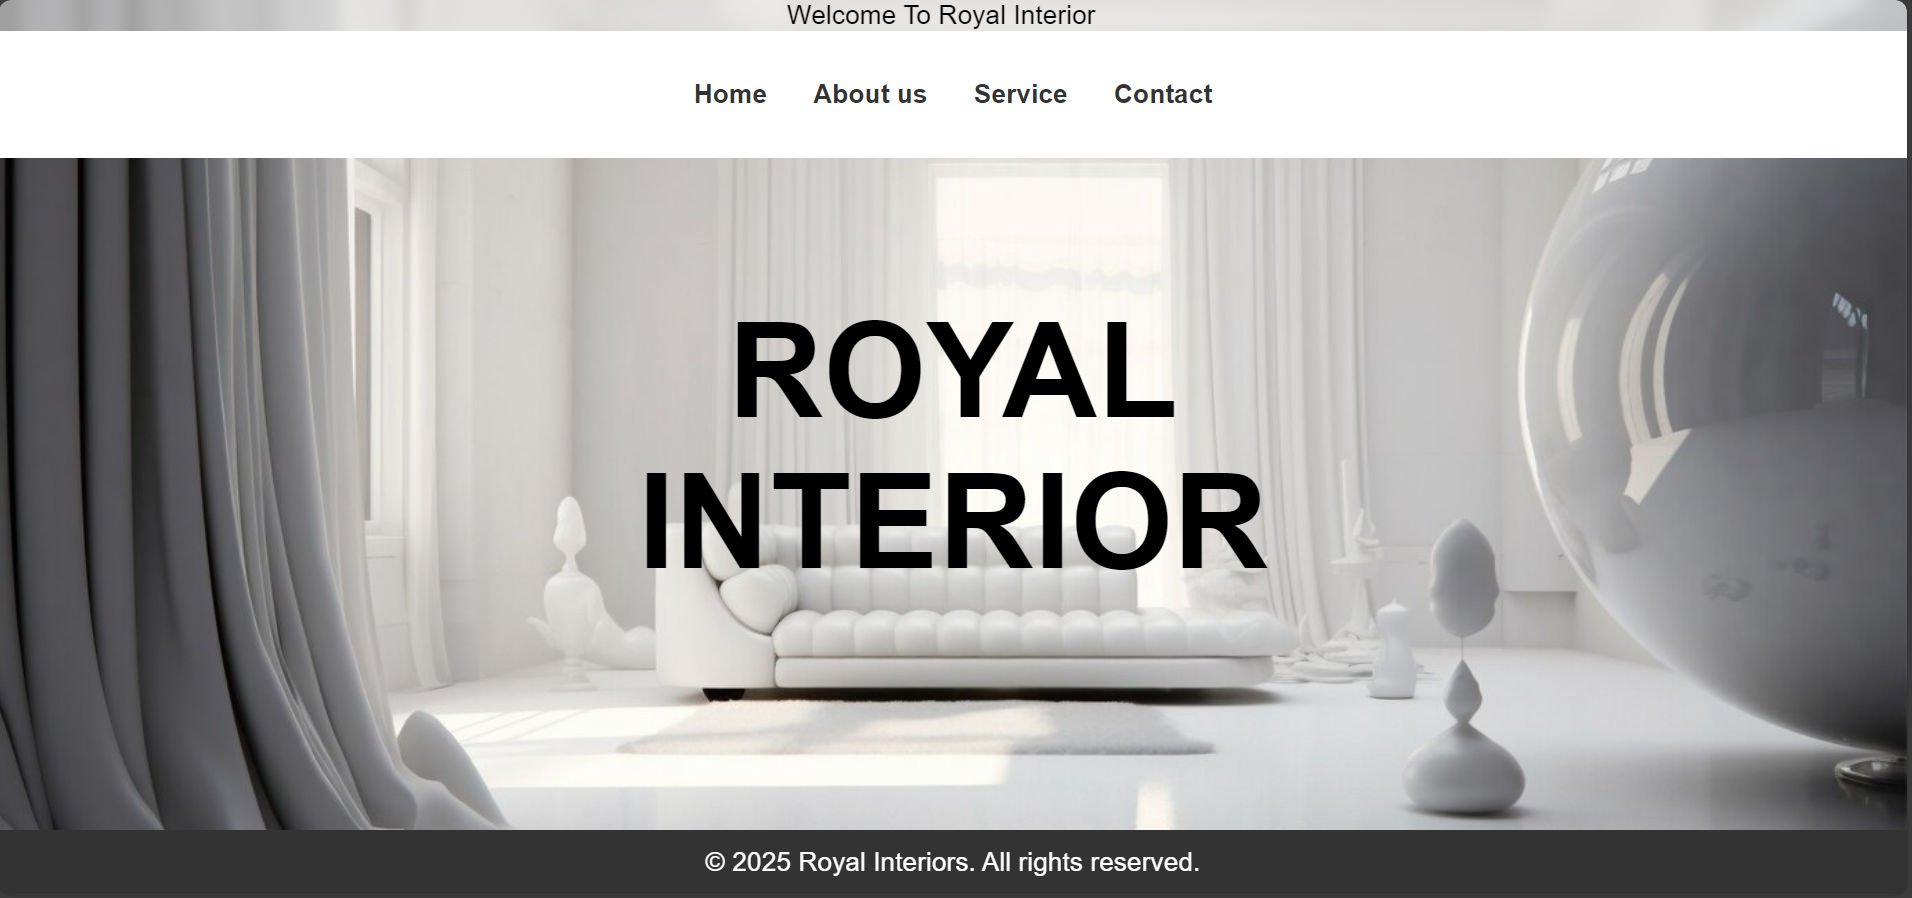 Welcome To Royal Interior
Home About us Service Contact
ROYAL
INTERIOR
© 2025 Royal Interiors. All rights reserved.